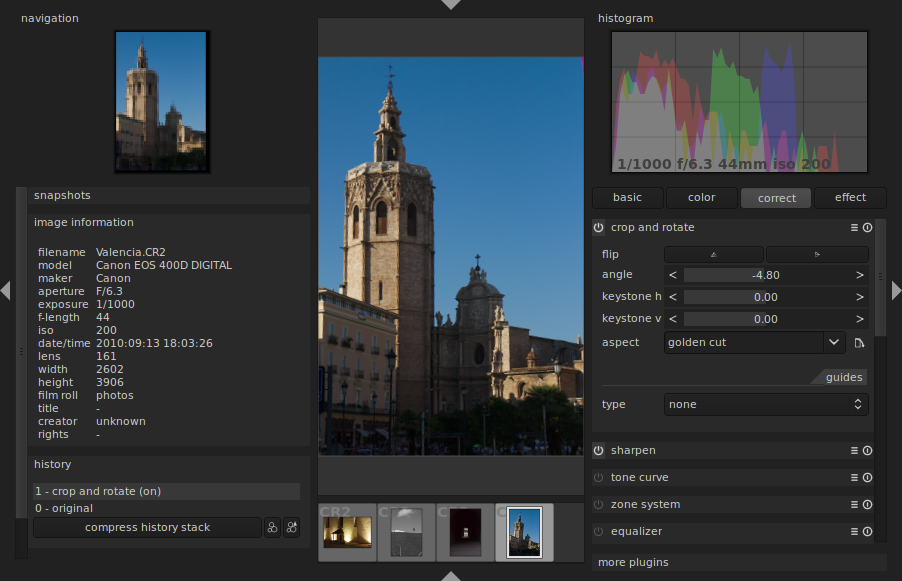 navigation
snapshots
image information
filename Valencia.CR2
model Canon EOS 400D DIGITAL
maker Canon
aperture F/6.3
exposure 1/1000
f-length 44
iso 200
date/time 2010:09:13 18:03:26
lens 161
width 2602
height 3906
film roll photos
title -
creator unknown
rights -
history
1 - crop and rotate (on)
0 - original
compress history stack
CR2
C
histogram
1/1000 f/6.3 44mm iso 200
basic color correct effect
crop and rotate
flip
angle < -4.80 >
keystone h < 0.00 >
keystone v < 0.00 >
aspect golden cut
guides
type none
sharpen
tone curve
zone system
equalizer
more plugins